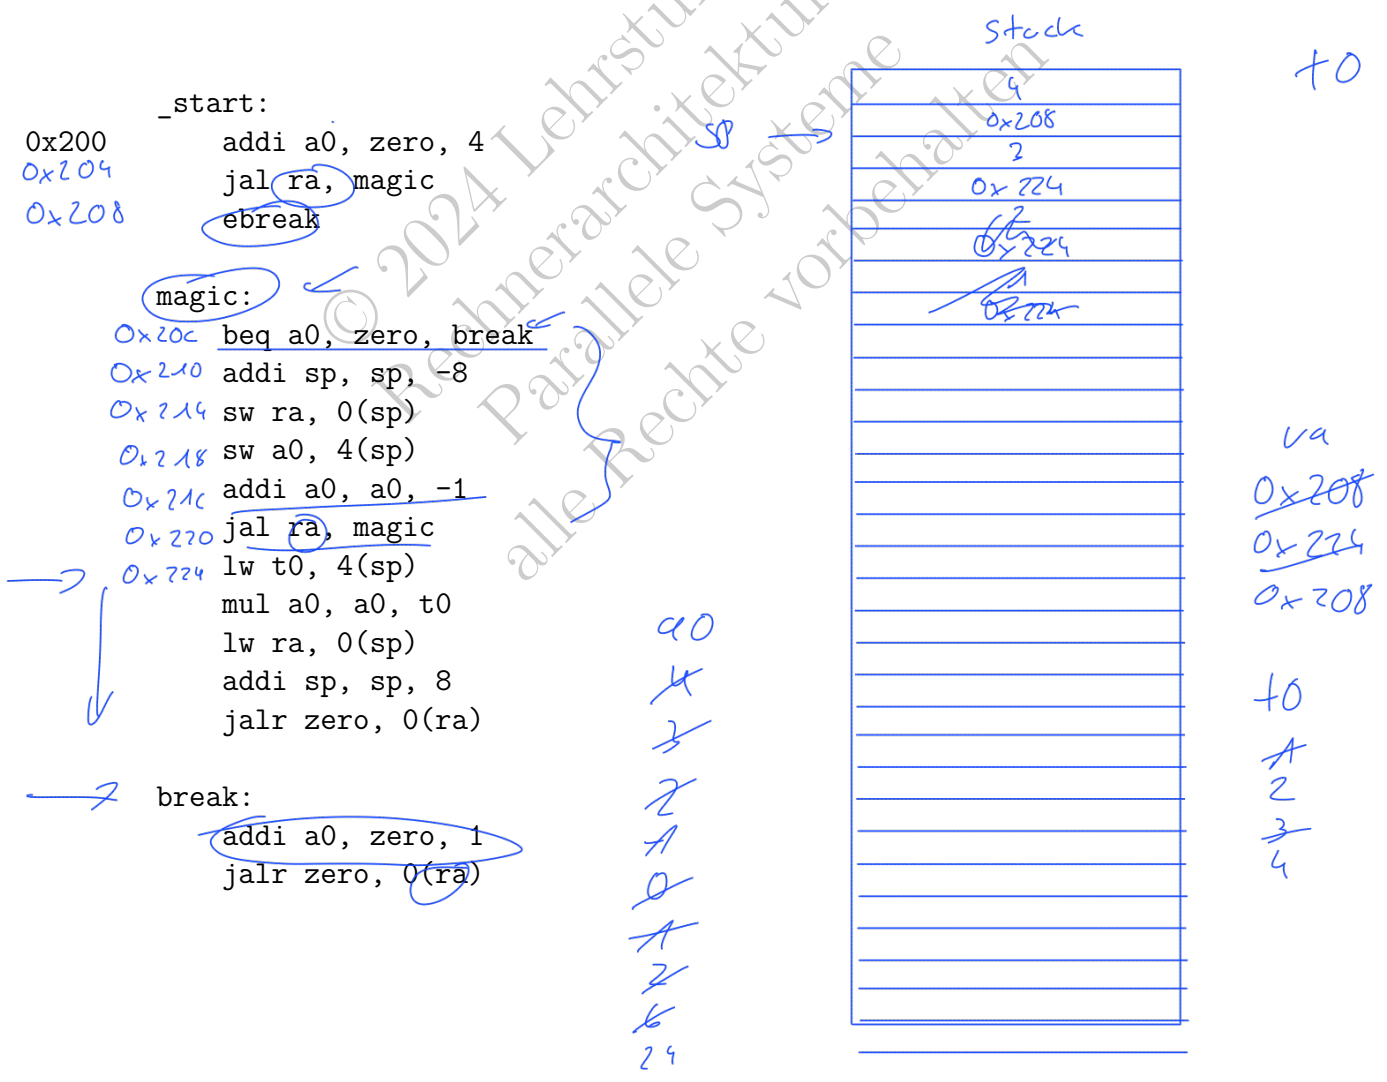 Stack
t0
_start:
0x200 addi a0, zero, 4
0x204 jal ra, magic
0x208 ebreak
magic:
0x20C beq a0, zero, break
0x210 addi sp, sp, -8
0x214 sw ra, 0(sp)
0x218 sw a0, 4(sp)
0x21C addi a0, a0, -1
0x220 jal ra, magic
0x224 lw t0, 4(sp)
mul a0, a0, t0
lw ra, 0(sp)
addi sp, sp, 8
jalr zero, 0(ra)
break:
addi a0, zero, 1
jalr zero, 0(ra)
a0
4
3
2
1
0
1
2
6
24
sp
4
0x208
3
0x224
2
0x224
1
0x224
ra
0x208
0x224
0x208
t0
1
2
3
4
© 2024 Lehrstu
Rechnerarchitektur
Parallele Systeme
alle Rechte vorbehalten